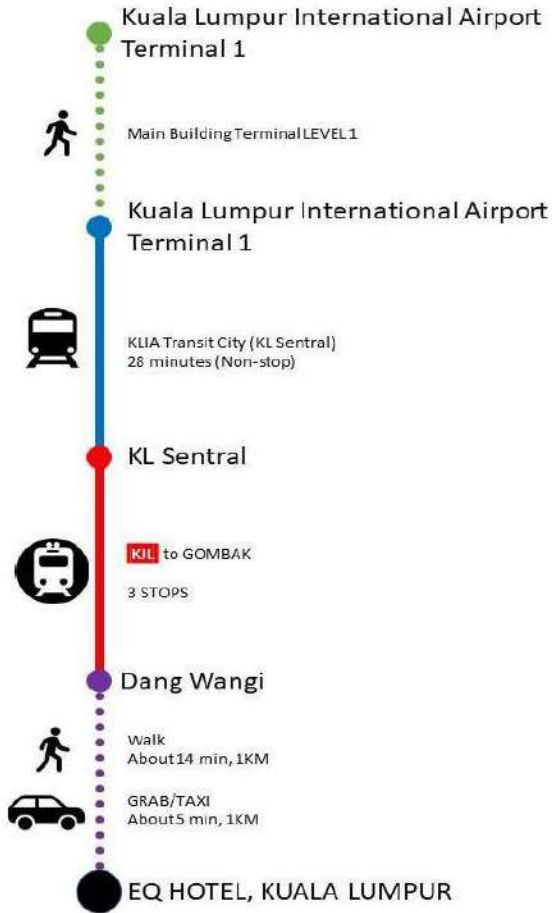 Kuala Lumpur International Airport
Terminal 1
Main Building Terminal LEVEL 1
Kuala Lumpur International Airport
Terminal 1
KLIA Transit City (KL Sentral)
28 minutes (Non-stop)
KL Sentral
KJL to GOMBAK
3 STOPS
Dang Wangi
Walk
About 14 min, 1KM
GRAB/TAXI
About 5 min, 1KM
EQ HOTEL, KUALA LUMPUR